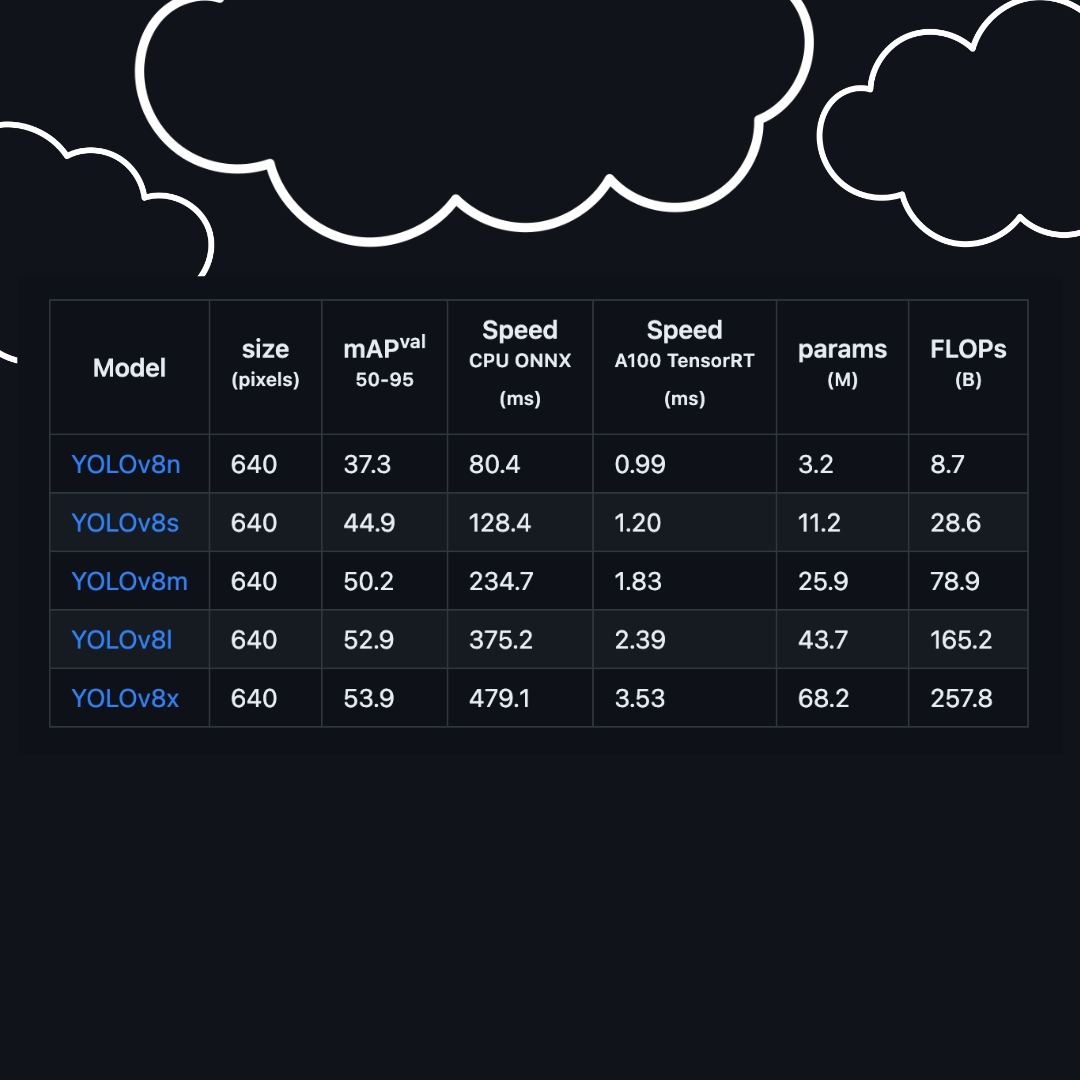 Model size (pixels) mAPval 50-95 Speed CPU ONNX (ms) Speed A100 TensorRT (ms) params (M) FLOPs (B)
YOLOv8n 640 37.3 80.4 0.99 3.2 8.7
YOLOv8s 640 44.9 128.4 1.20 11.2 28.6
YOLOv8m 640 50.2 234.7 1.83 25.9 78.9
YOLOv8l 640 52.9 375.2 2.39 43.7 165.2
YOLOv8x 640 53.9 479.1 3.53 68.2 257.8